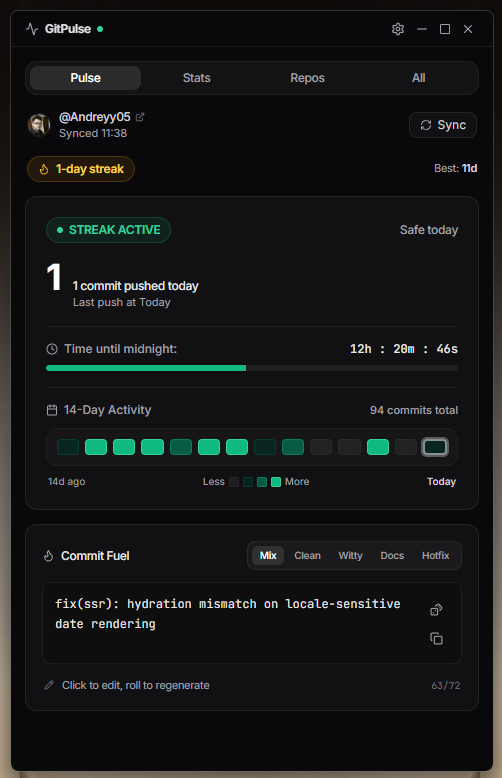 GitPulse
Pulse Stats Repos All
@Andreyy05
Synced 11:38
Sync
1-day streak
Best: 11d
STREAK ACTIVE
Safe today
1
1 commit pushed today
Last push at Today
Time until midnight:
12h : 20m : 46s
14-Day Activity
94 commits total
14d ago
Less
More
Today
Commit Fuel
Mix Clean Witty Docs Hotfix
fix(ssr): hydration mismatch on locale-sensitive
date rendering
Click to edit, roll to regenerate
63/72